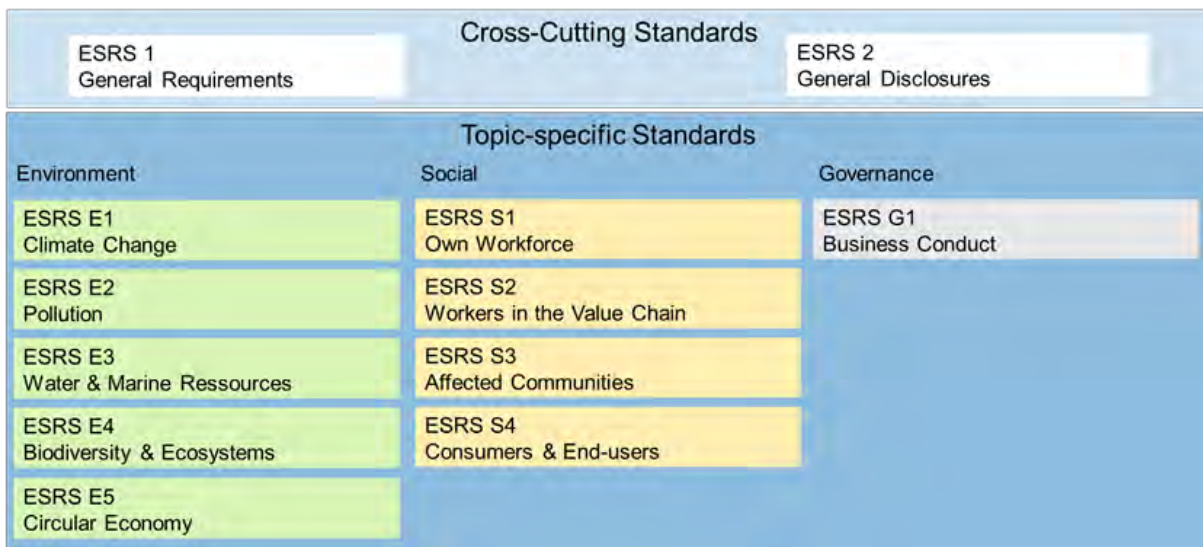 Cross-Cutting Standards
ESRS 1
General Requirements
ESRS 2
General Disclosures
Topic-specific Standards
Environment
Social
Governance
ESRS E1
Climate Change
ESRS S1
Own Workforce
ESRS G1
Business Conduct
ESRS E2
Pollution
ESRS S2
Workers in the Value Chain
ESRS E3
Water & Marine Ressources
ESRS S3
Affected Communities
ESRS E4
Biodiversity & Ecosystems
ESRS S4
Consumers & End-users
ESRS E5
Circular Economy